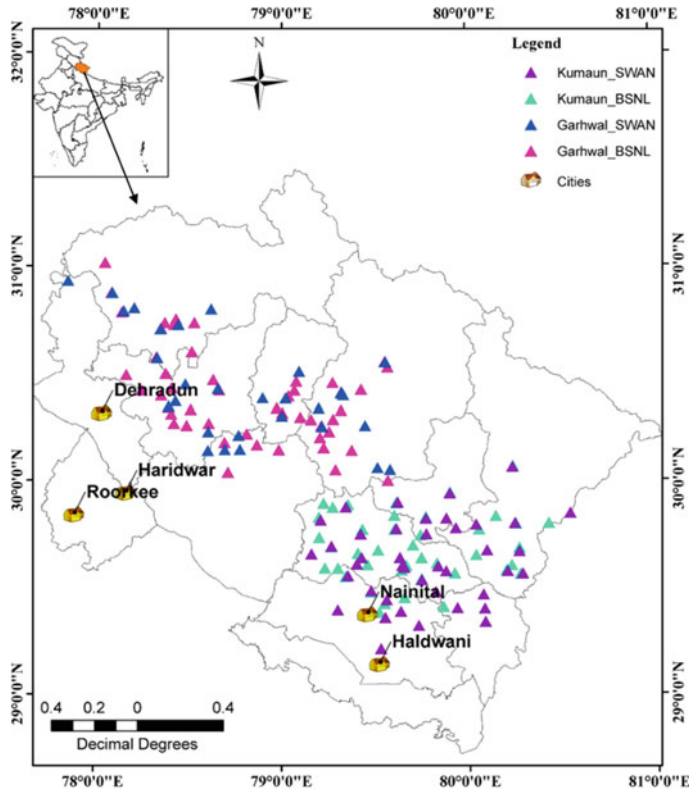 78°0'0"E
79°0'0"E
80°0'0"E
81°0'0"E
32°0'0"N
N
Legend
Kumaun_SWAN
Kumaun_BSNL
Garhwal_SWAN
Garhwal_BSNL
Cities
31°0'0"N
31°0'0"N
Dehradun
Haridwar
Roorkee
30°0'0"N
30°0'0"N
Nainital
Haldwani
29°0'0"N
29°0'0"N
0.4
0
0.4
Decimal Degrees
78°0'0"E
79°0'0"E
80°0'0"E
81°0'0"E